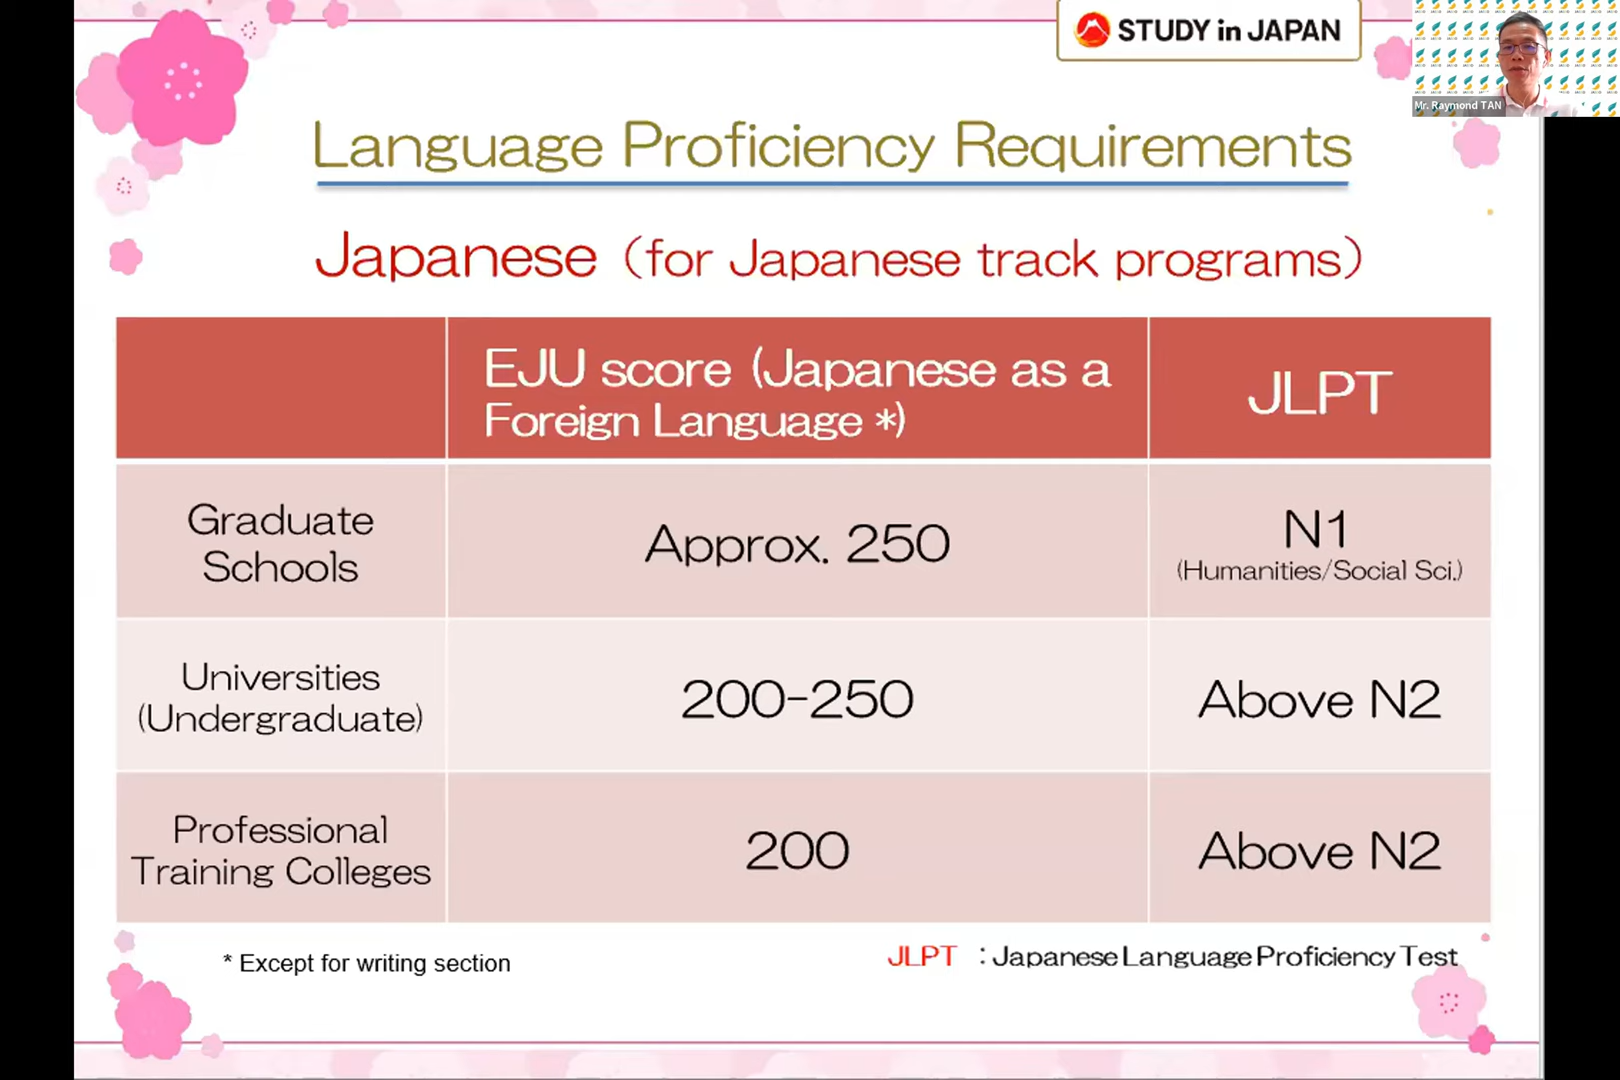 STUDY in JAPAN
Mr. Raymond TAN
Language Proficiency Requirements
Japanese (for Japanese track programs)
EJU score (Japanese as a
Foreign Language *)
JLPT
Graduate
Schools
Approx. 250
N1
(Humanities/Social Sci.)
Universities
(Undergraduate)
200-250
Above N2
Professional
Training Colleges
200
Above N2
* Except for writing section
JLPT : Japanese Language Proficiency Test